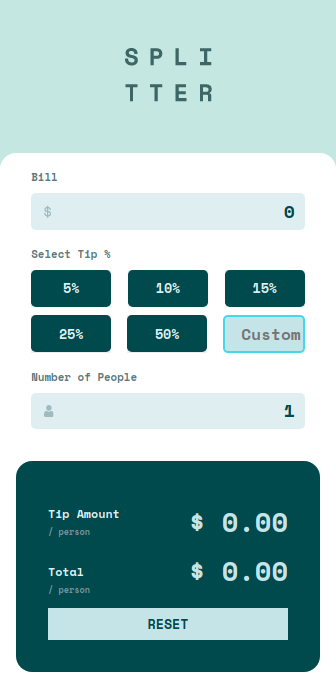 SPLI
TTER
Bill
$ 0
Select Tip %
5% 10% 15%
25% 50% Custom
Number of People
1
Tip Amount $ 0.00
/ person
Total $ 0.00
/ person
RESET